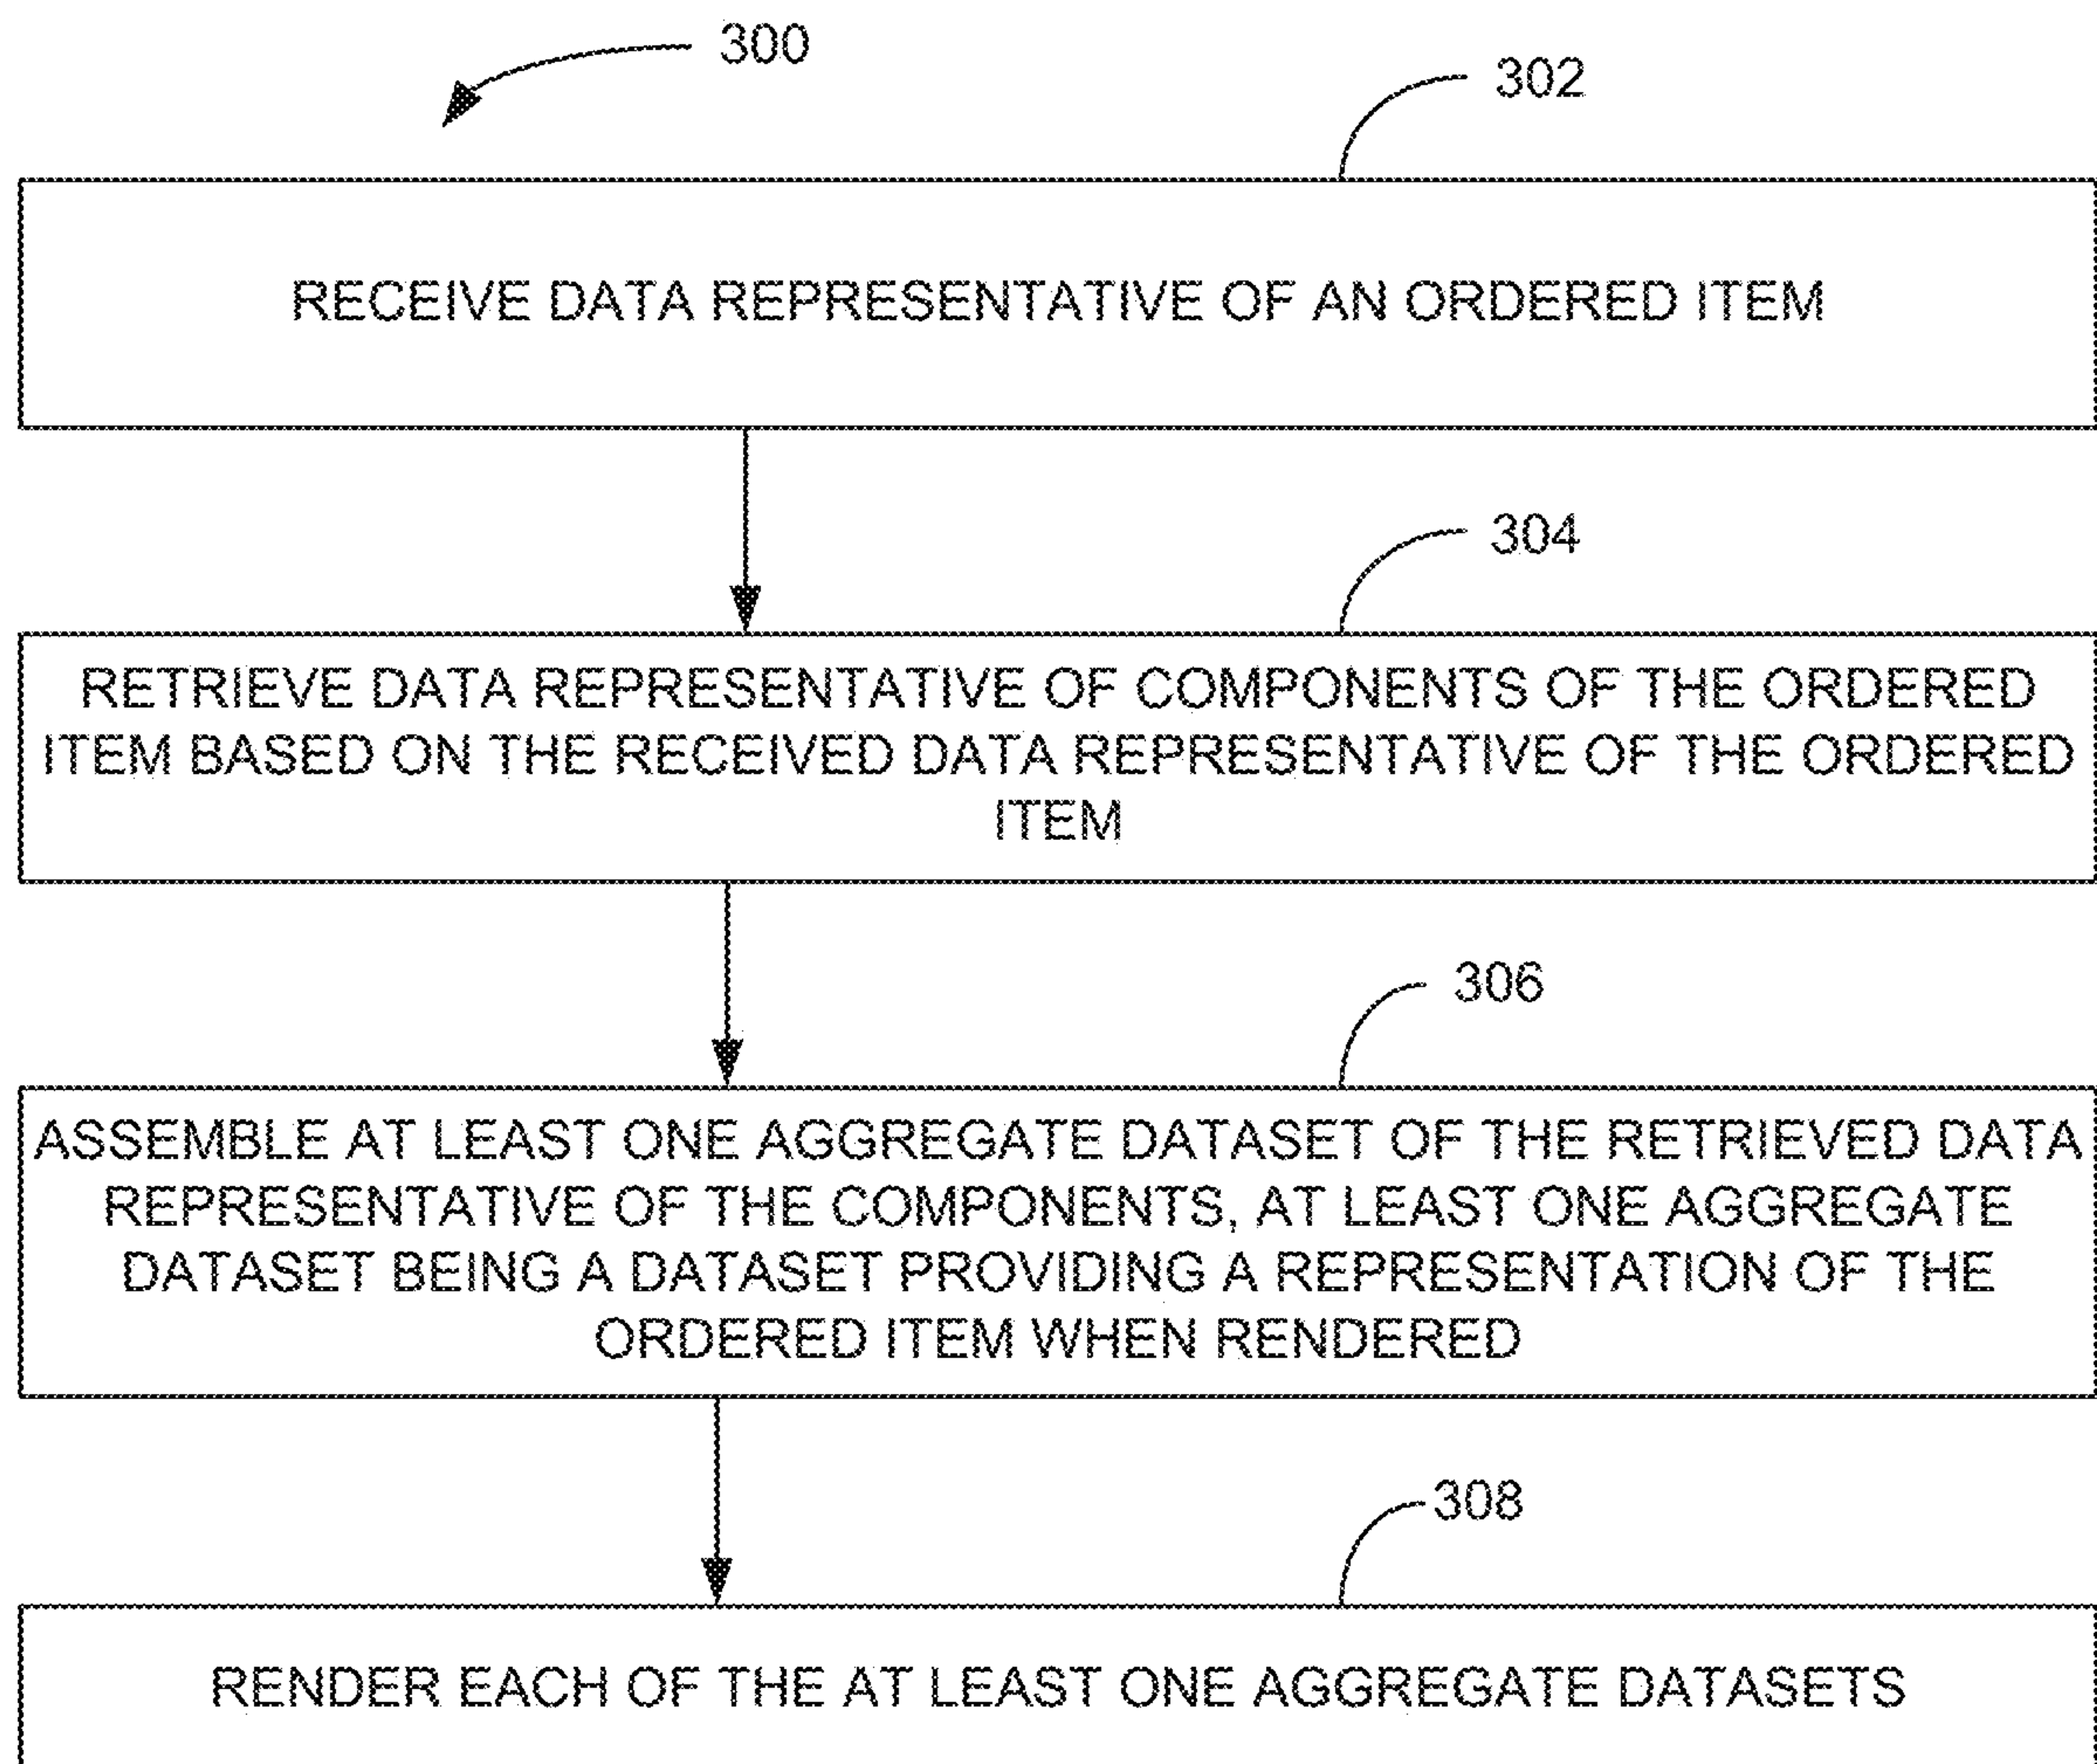 300
302
RECEIVE DATA REPRESENTATIVE OF AN ORDERED ITEM
304
RETRIEVE DATA REPRESENTATIVE OF COMPONENTS OF THE ORDERED
ITEM BASED ON THE RECEIVED DATA REPRESENTATIVE OF THE ORDERED
ITEM
306
ASSEMBLE AT LEAST ONE AGGREGATE DATASET OF THE RETRIEVED DATA
REPRESENTATIVE OF THE COMPONENTS, AT LEAST ONE AGGREGATE
DATASET BEING A DATASET PROVIDING A REPRESENTATION OF THE
ORDERED ITEM WHEN RENDERED
308
RENDER EACH OF THE AT LEAST ONE AGGREGATE DATASETS